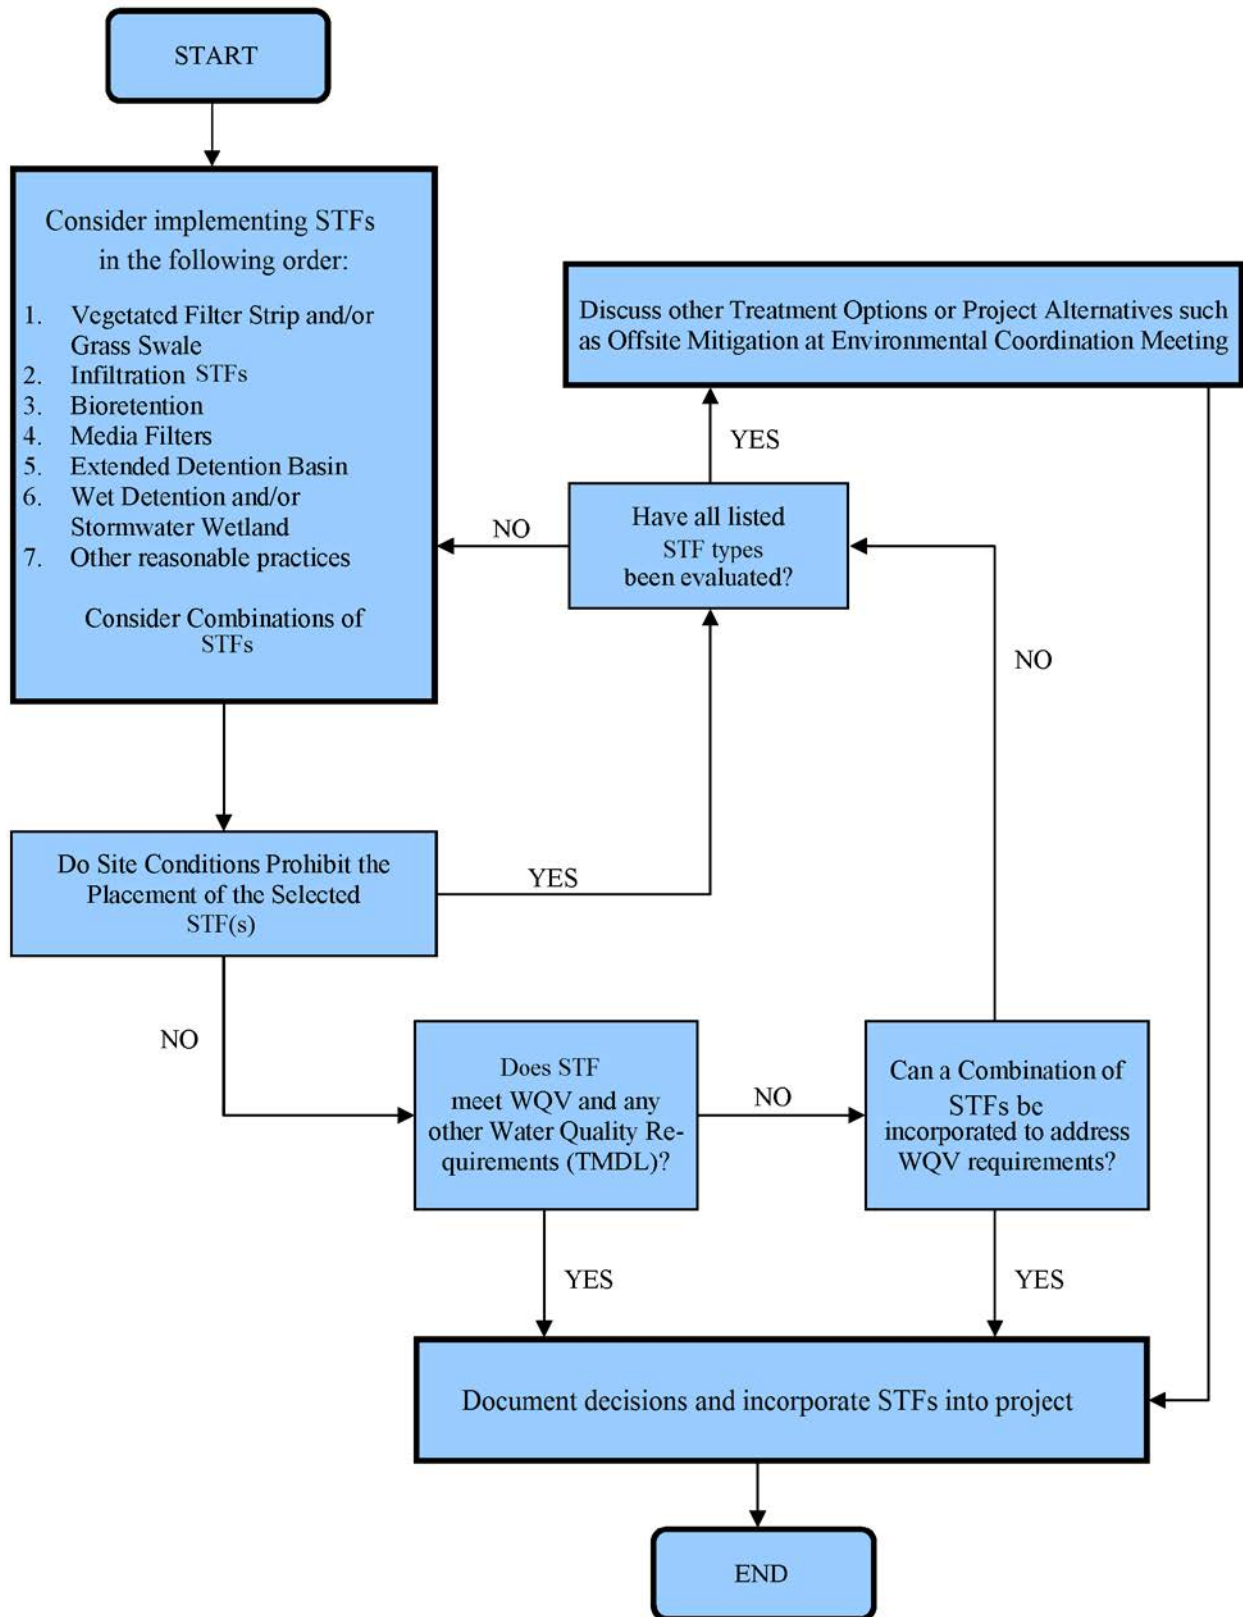 START
Consider implementing STFs
in the following order:
1. Vegetated Filter Strip and/or
Grass Swale
2. Infiltration STFs
3. Bioretention
4. Media Filters
5. Extended Detention Basin
6. Wet Detention and/or
Stormwater Wetland
7. Other reasonable practices
Consider Combinations of
STFs
Discuss other Treatment Options or Project Alternatives such
as Offsite Mitigation at Environmental Coordination Meeting
YES
Have all listed
STF types
been evaluated?
NO
NO
Do Site Conditions Prohibit the
Placement of the Selected
STF(s)
YES
NO
Does STF
meet WQV and any
other Water Quality Re-
quirements (TMDL)?
NO
Can a Combination of
STFs be
incorporated to address
WQV requirements?
YES
YES
Document decisions and incorporate STFs into project
END